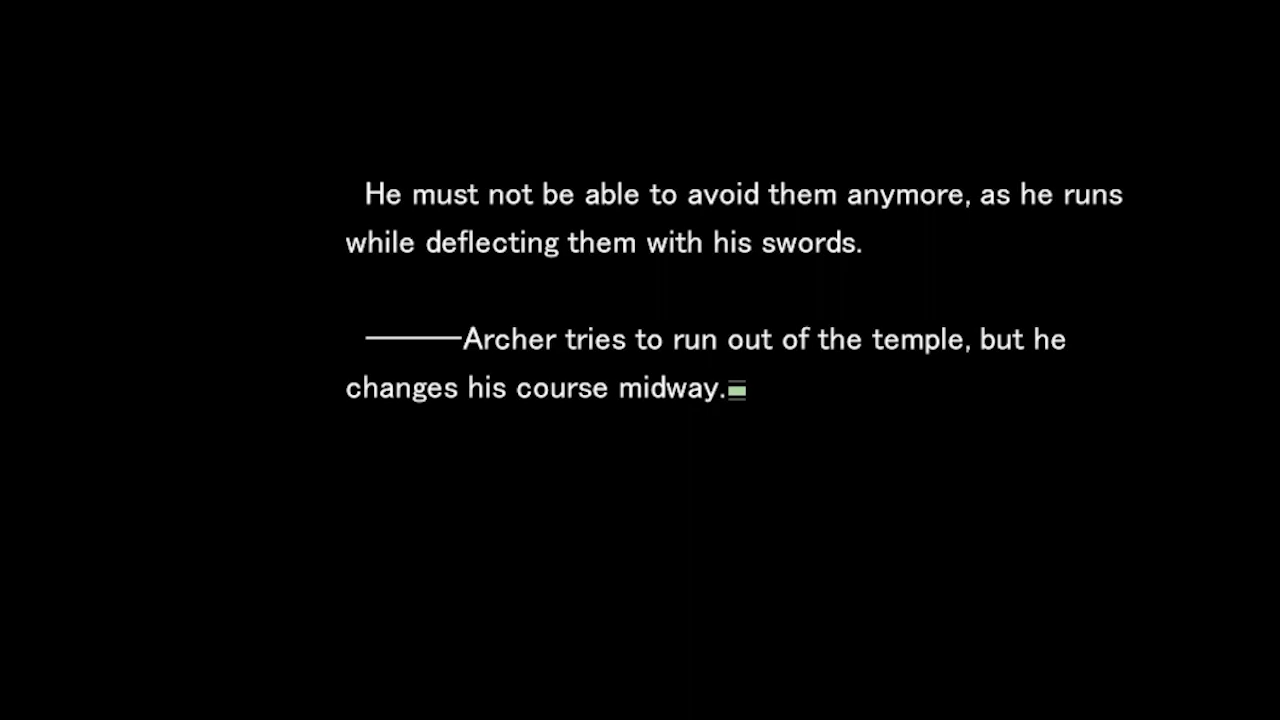 He must not be able to avoid them anymore, as he runs
while deflecting them with his swords.
―――――Archer tries to run out of the temple, but he
changes his course midway.